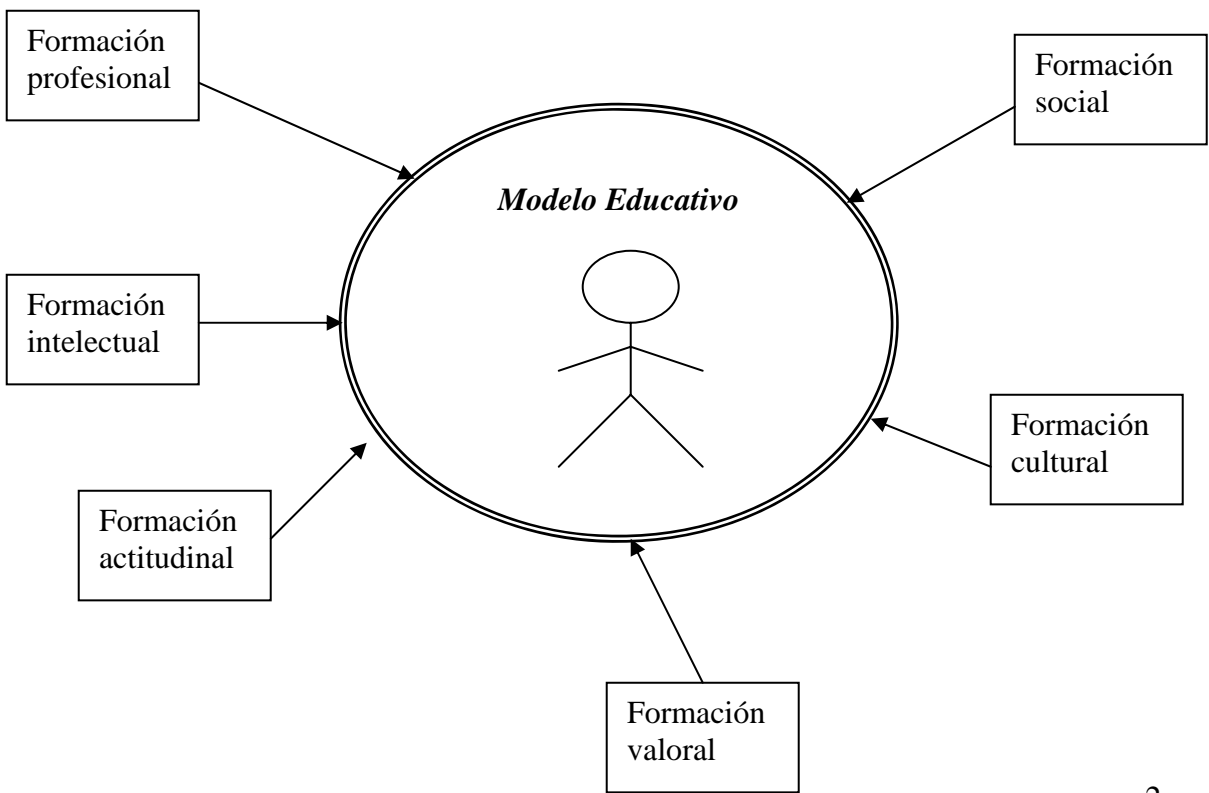 Formación
profesional
Formación
social
Modelo Educativo
Formación
intelectual
Formación
cultural
Formación
actitudinal
Formación
valoral